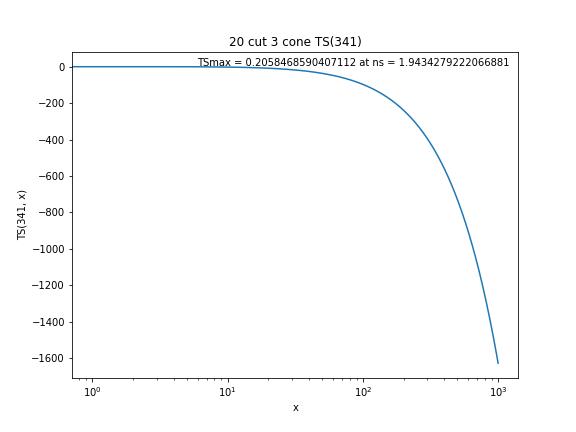 20 cut 3 cone TS(341)
TSmax = 0.2058468590407112 at ns = 1.9434279222066881
0
−200
−400
−600
−800
−1000
−1200
−1400
−1600
TS(341, x)
10⁰ 10¹ 10² 10³
x